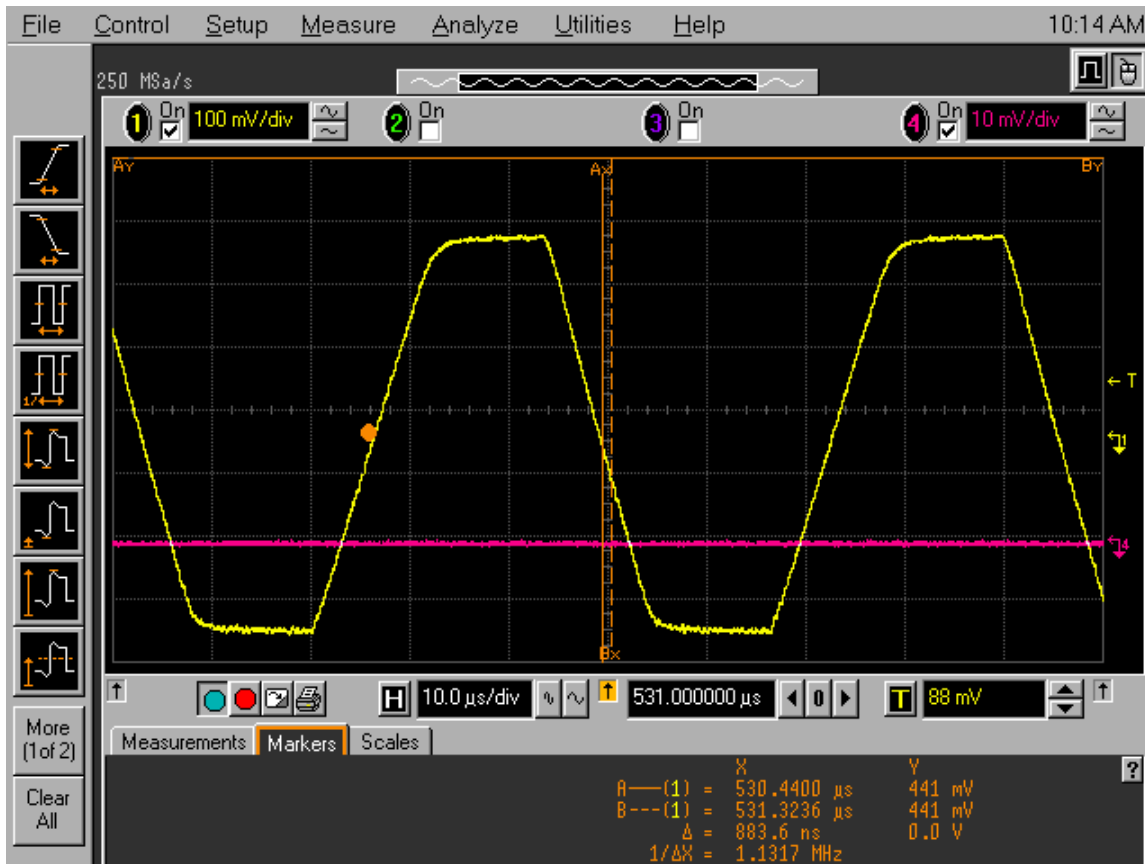 File Control Setup Measure Analyze Utilities Help 10:14 AM
250 MSa/s
1 On 100 mV/div 2 On 3 On 4 On 10 mV/div
Ay Ax By
T
1
4
Bx
1/
More
(1of 2)
Clear
All
H 10.0 µs/div 531.000000 µs 0 T 88 mV
Measurements Markers Scales
?
X Y
A——(1) = 530.4400 µs 441 mV
B---(1) = 531.3236 µs 441 mV
Δ = 883.6 ns 0.0 V
1/ΔX = 1.1317 MHz